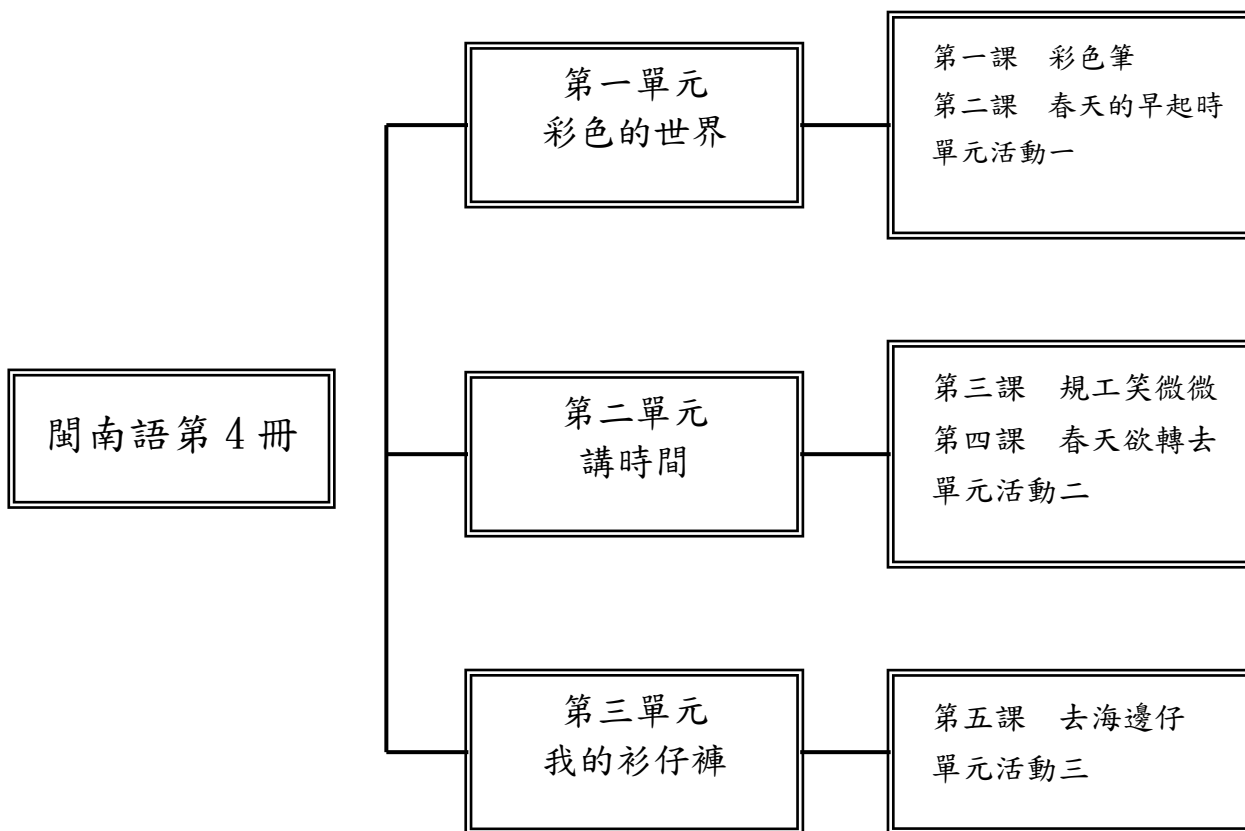 閩南語第 4 冊
第一單元
彩色的世界
第一課　彩色筆
第二課　春天的早起時
單元活動一
第二單元
講時間
第三課　規工笑微微
第四課　春天欲轉去
單元活動二
第三單元
我的衫仔褲
第五課　去海邊仔
單元活動三